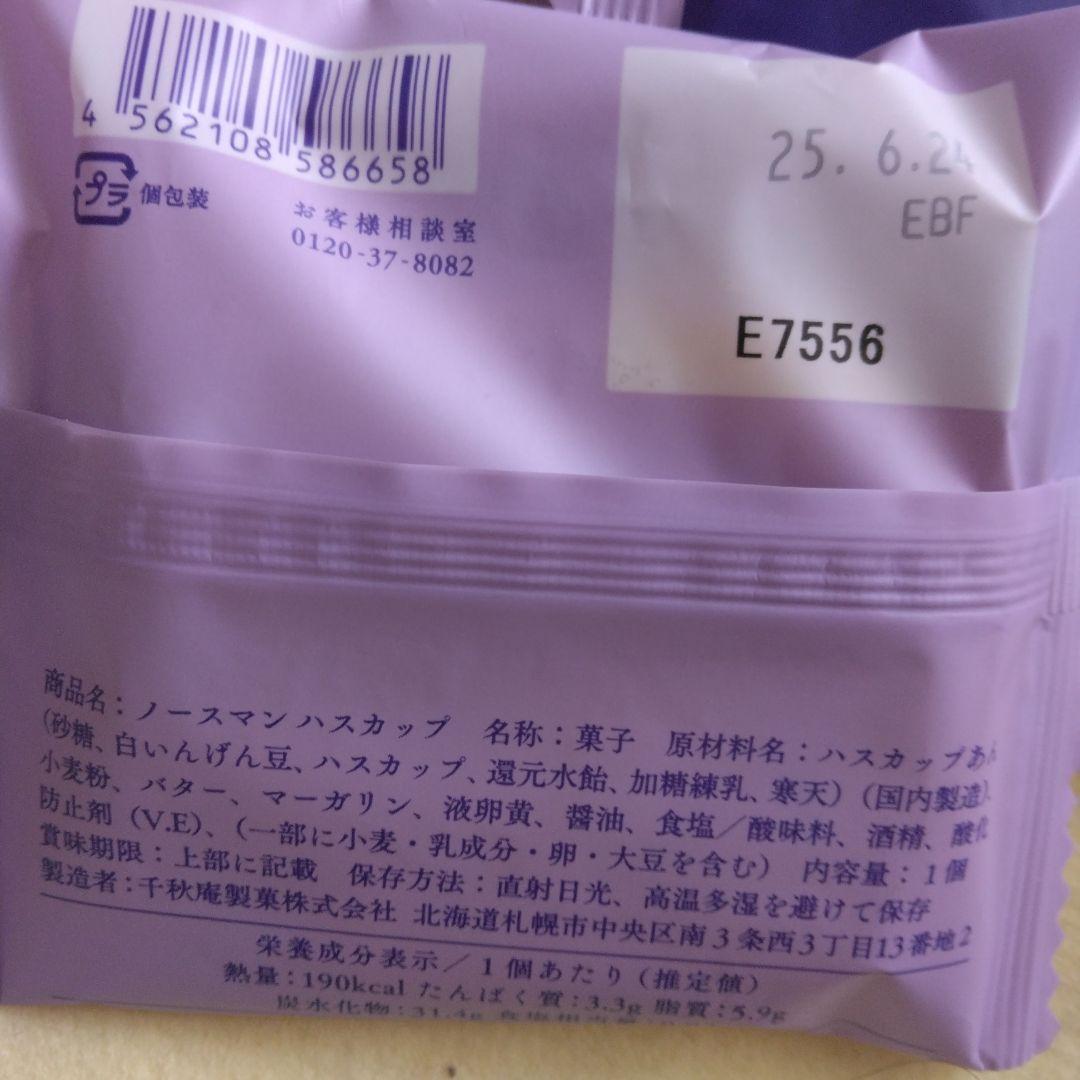 4 562108 586658
プラ 個包装
お客様相談室
0120-37-8082
25. 6.24
EBF
E7556
商品名：ノースマン ハスカップ 名称：菓子 原材料名：ハスカップあん
（砂糖、白いんげん豆、ハスカップ、還元水飴、加糖練乳、寒天）（国内製造）、
小麦粉、バター、マーガリン、液卵黄、醤油、食塩／酸味料、酒精、酸化
防止剤（V.E）、（一部に小麦・乳成分・卵・大豆を含む） 内容量：1個
賞味期限：上部に記載 保存方法：直射日光、高温多湿を避けて保存
製造者：千秋庵製菓株式会社 北海道札幌市中央区南3条西3丁目13番地2
栄養成分表示／1個あたり（推定値）
熱量：190kcal たんぱく質：3.3g 脂質：5.9g
炭水化物：31.4g